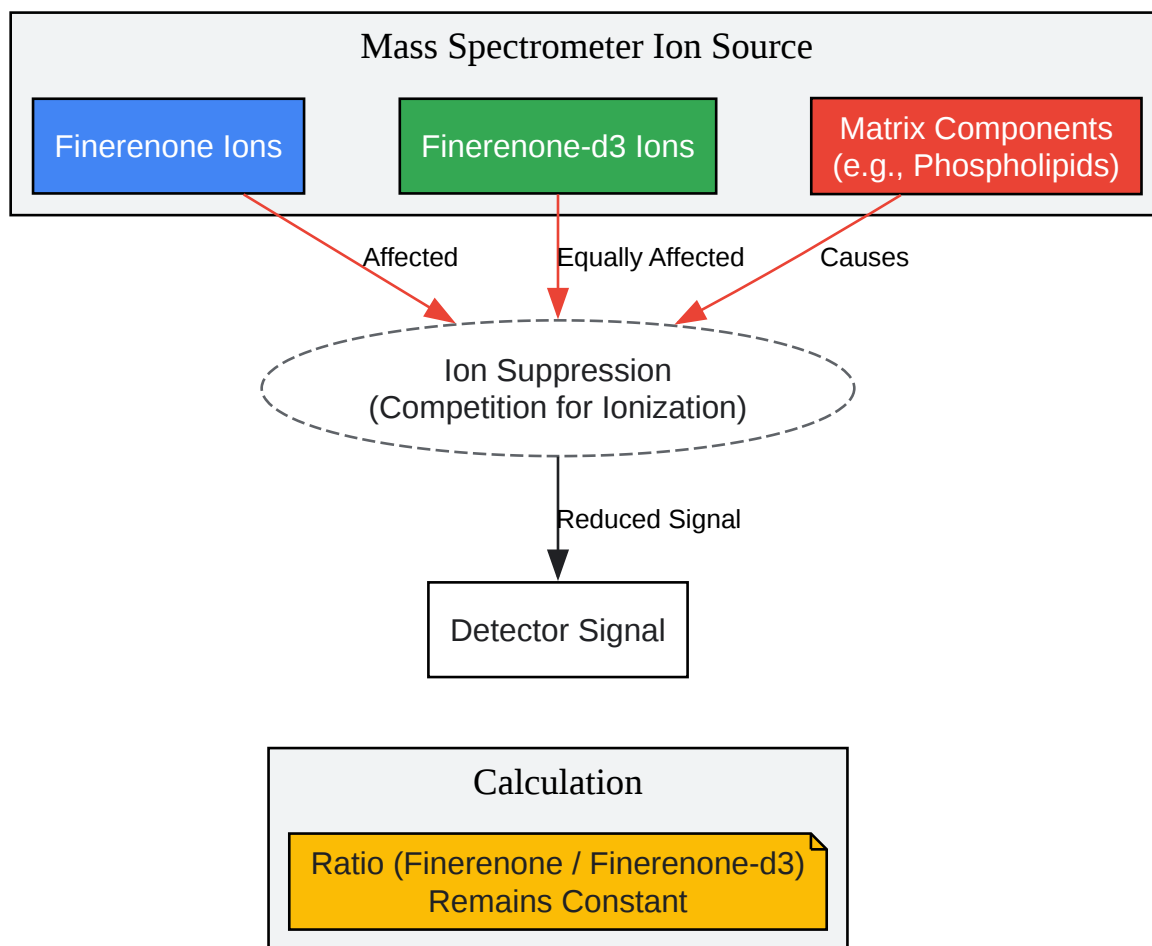 Mass Spectrometer Ion Source
Finerenone Ions
Finerenone-d3 Ions
Matrix Components
(e.g., Phospholipids)
Affected
Equally Affected
Causes
Ion Suppression
(Competition for Ionization)
Reduced Signal
Detector Signal
Calculation
Ratio (Finerenone / Finerenone-d3)
Remains Constant